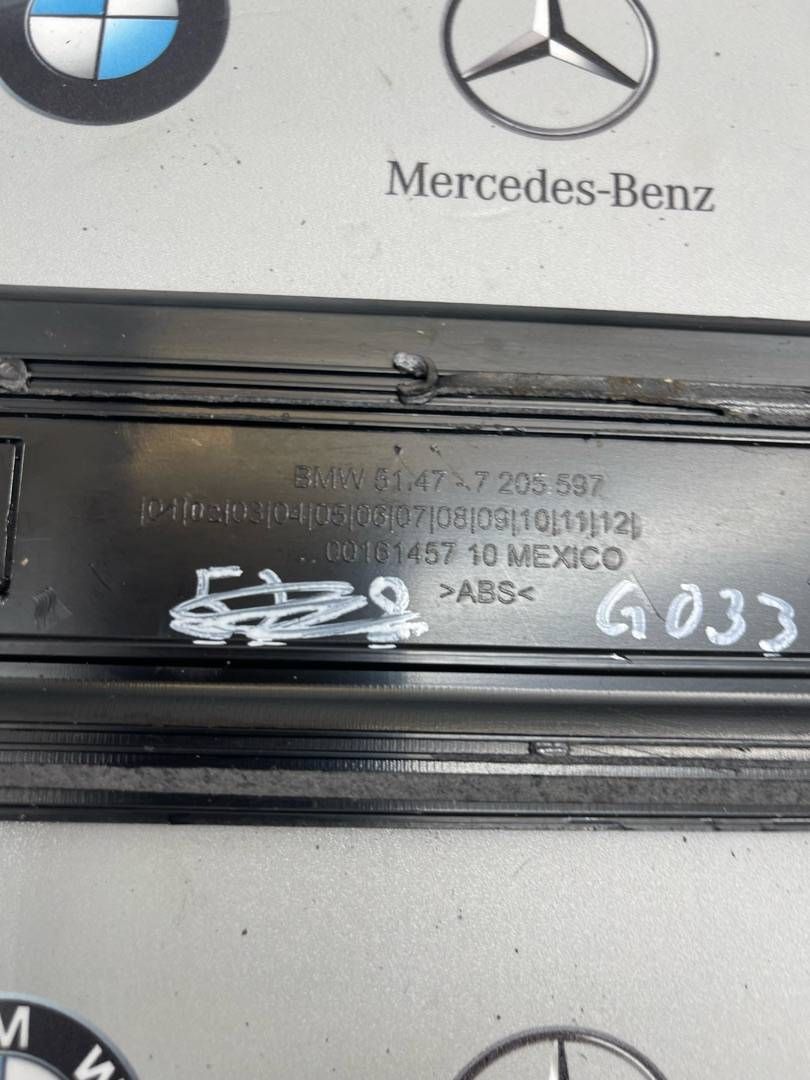 Mercedes-Benz
BMW 51.47 - 7 205 597
|01|02|03|04|05|06|07|08|09|10|11|12|
..00161457 10 MEXICO
>ABS<
G033
M W